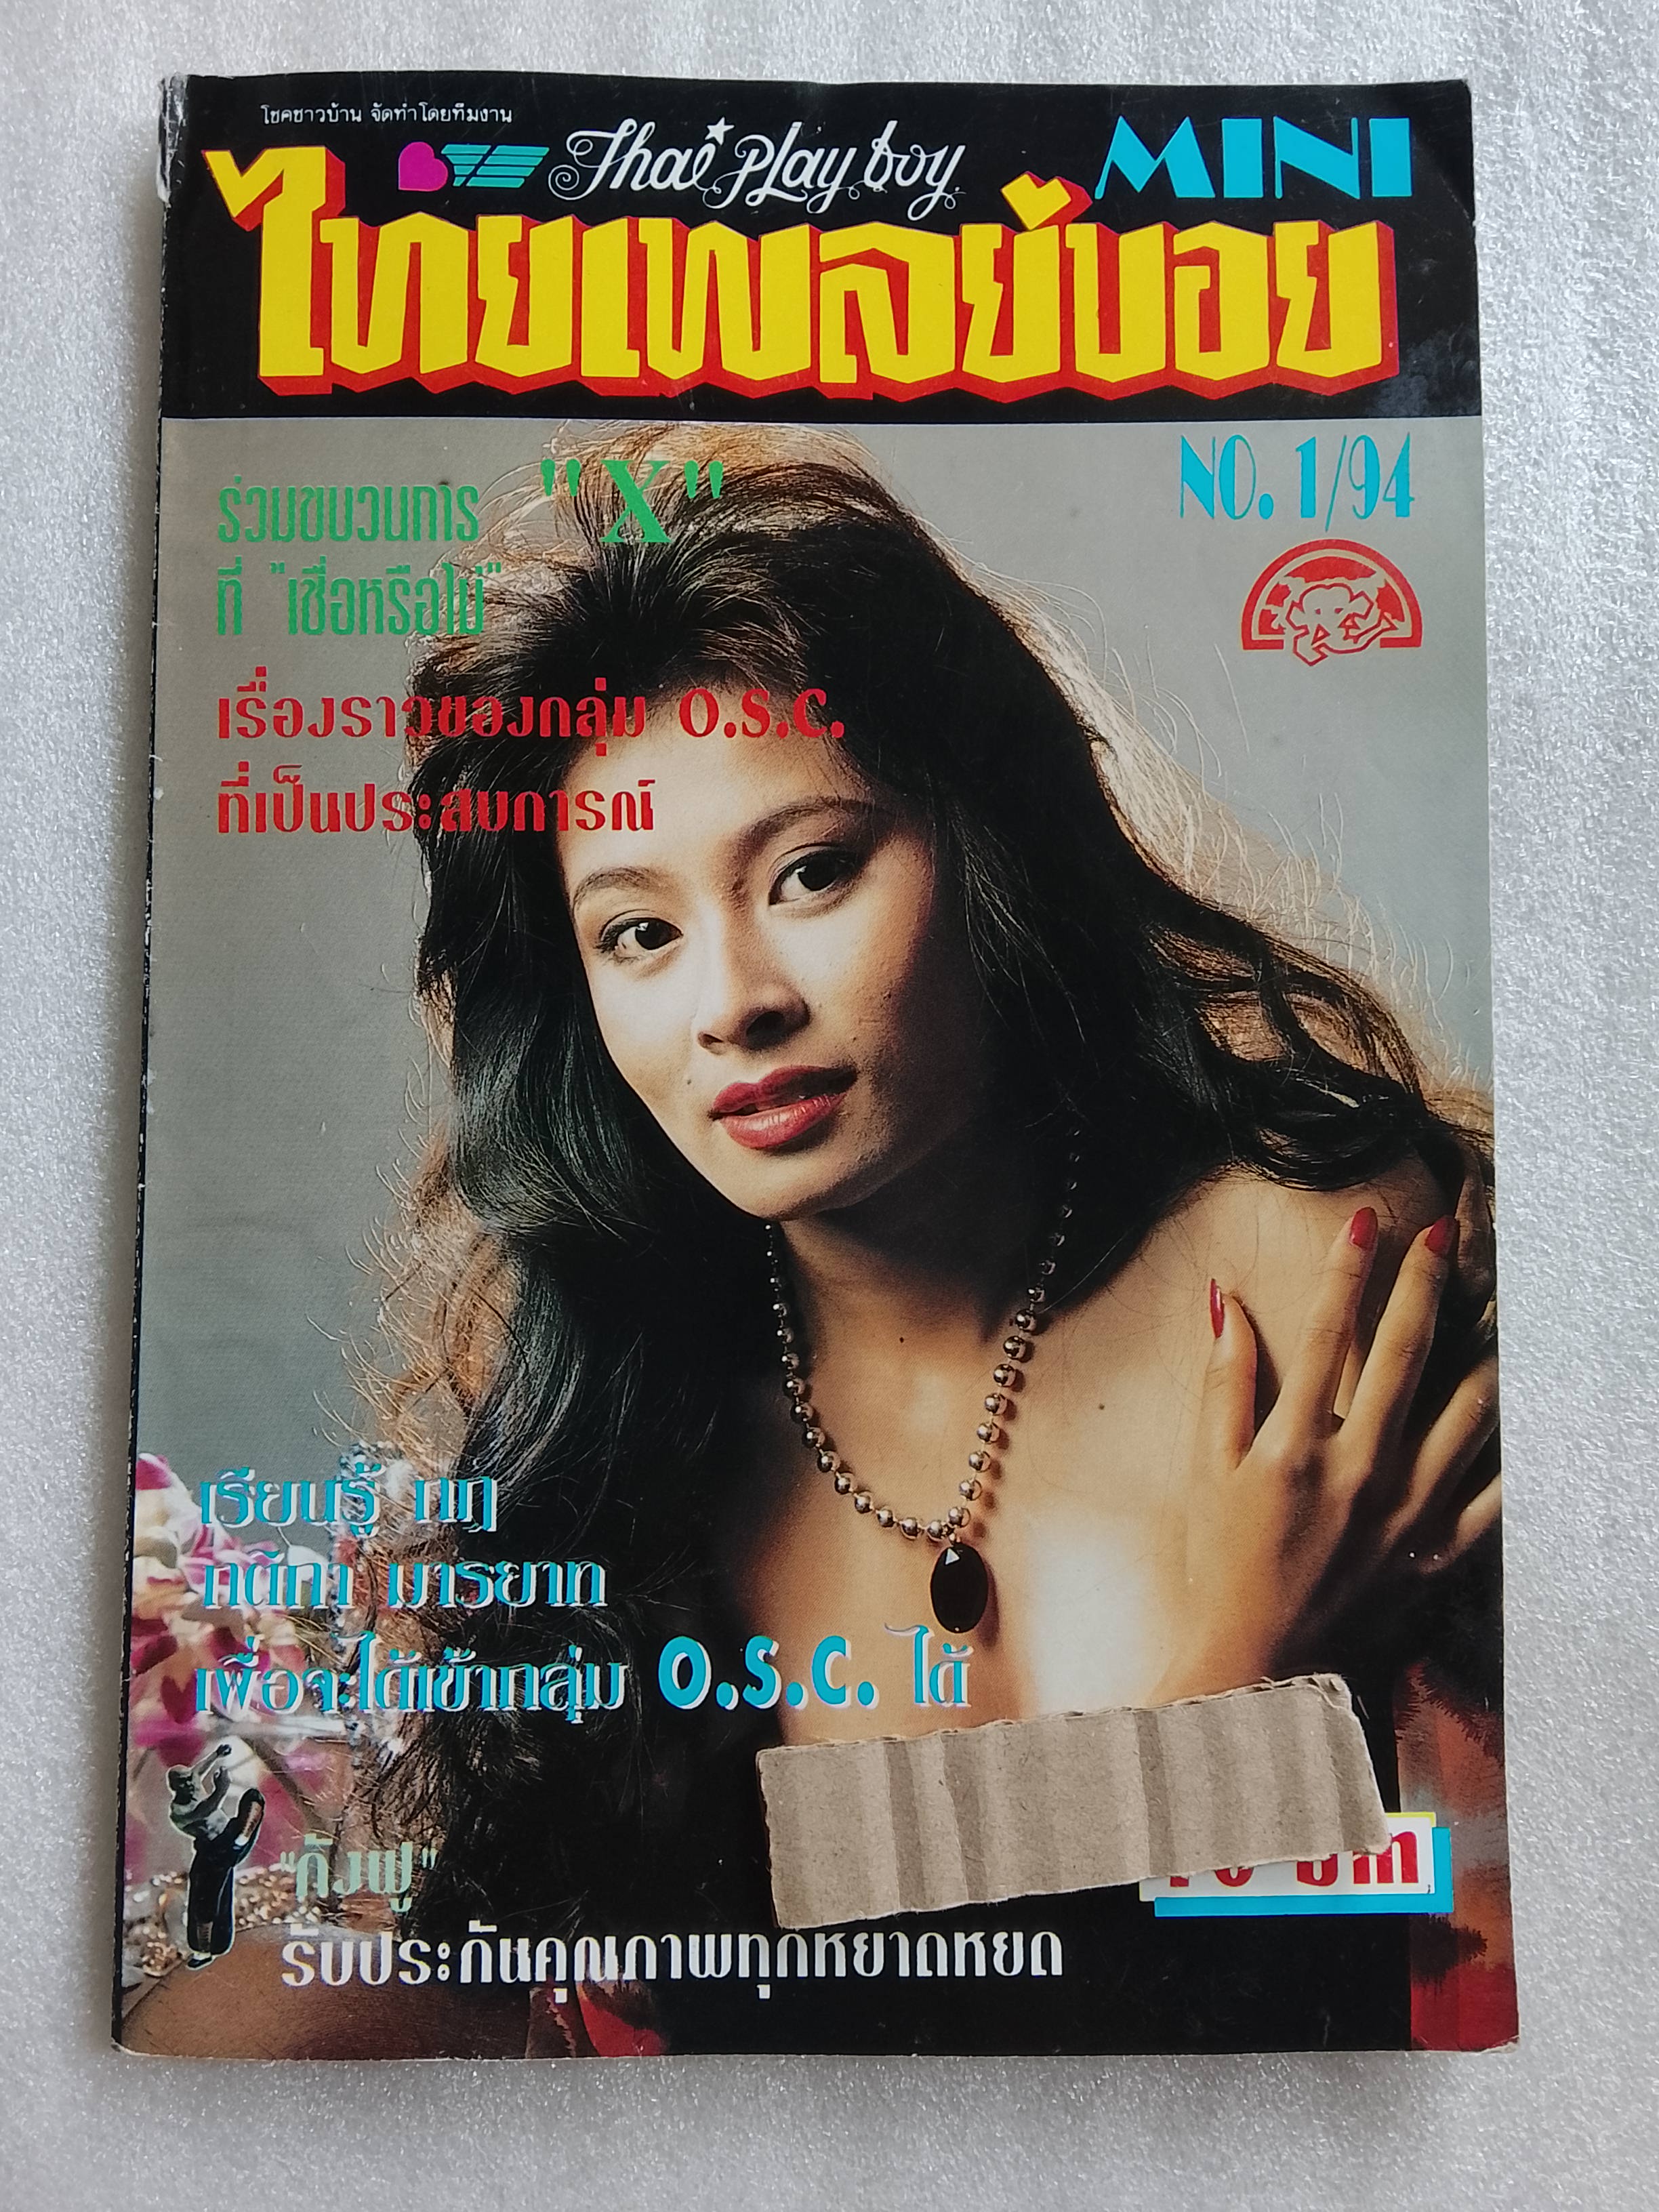 โชคชาวบ้าน จัดทำโดยทีมงาน
Thai Play boy MINI
ไทยเพลย์บอย
NO. 1/94
ร่วมขบวนการ "X"
ที่ "เชื่อหรือไม่"
เรื่องราวของกลุ่ม O.S.C.
ที่เป็นประสบการณ์
เรียนรู้ กฎ
กติกา มารยาท
เพื่อจะได้เข้ากลุ่ม O.S.C. ได้
"กังฟู"
รับประกันคุณภาพทุกหยาดหยด